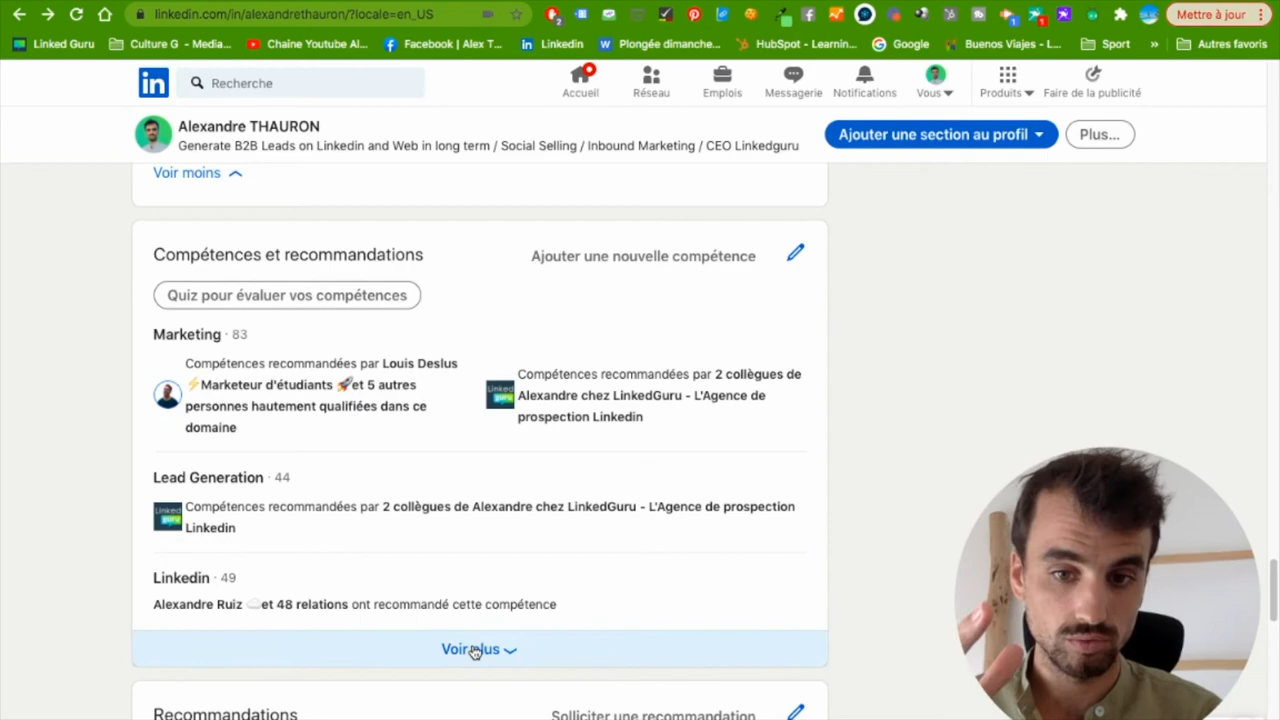 linkedin.com/in/alexandrethauron/?locale=en_US
Mettre à jour
Linked Guru
Culture G - Media...
Chaine Youtube Al...
Facebook | Alex T...
Linkedin
Plongée dimanche...
HubSpot - Learnin...
Google
Buenos Viajes - L...
Sport
»
Autres favoris
in
Recherche
Accueil
Réseau
Emplois
Messagerie
Notifications
Vous
Produits
Faire de la publicité
Alexandre THAURON
Generate B2B Leads on Linkedin and Web in long term / Social Selling / Inbound Marketing / CEO Linkedguru
Ajouter une section au profil
Plus...
Voir moins
Compétences et recommandations
Ajouter une nouvelle compétence
Quiz pour évaluer vos compétences
Marketing · 83
Compétences recommandées par Louis Deslus
⚡Marketeur d'étudiants 🚀et 5 autres
personnes hautement qualifiées dans ce
domaine
Linked
guru
Compétences recommandées par 2 collègues de
Alexandre chez LinkedGuru - L'Agence de
prospection Linkedin
Lead Generation · 44
Linked
guru
Compétences recommandées par 2 collègues de Alexandre chez LinkedGuru - L'Agence de prospection
Linkedin
Linkedin · 49
Alexandre Ruiz ☁️et 48 relations ont recommandé cette compétence
Voir plus
Recommandations
Solliciter une recommandation